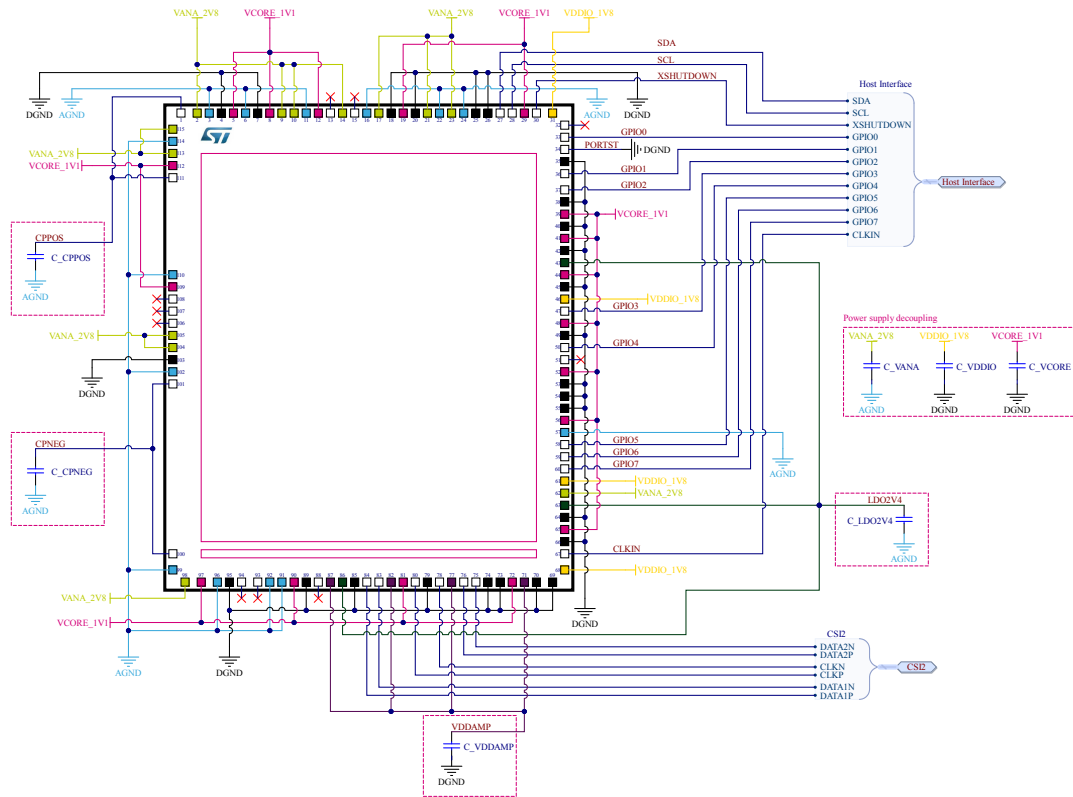 VANA_2V8
VCORE_1V1
VANA_2V8
VCORE_1V1
VDDIO_1V8
SDA
SCL
XSHUTDOWN
DGND
AGND
AGND
DGND
Host Interface
SDA
SCL
XSHUTDOWN
GPIO0
GPIO1
GPIO2
GPIO3
GPIO4
GPIO5
GPIO6
GPIO7
CLKIN
Host Interface
ST
GPIO0
PORTST
DGND
GPIO1
GPIO2
VCORE_1V1
VDDIO_1V8
GPIO3
GPIO4
GPIO5
GPIO6
GPIO7
VDDIO_1V8
VANA_2V8
CLKIN
VDDIO_1V8
DGND
AGND
VANA_2V8
VCORE_1V1
CPPOS
C_CPPOS
AGND
VANA_2V8
DGND
CPNEG
C_CPNEG
AGND
VANA_2V8
VCORE_1V1
AGND
DGND
Power supply decoupling
VANA_2V8
VDDIO_1V8
VCORE_1V1
C_VANA
C_VDDIO
C_VCORE
AGND
DGND
DGND
LDO2V4
C_LDO2V4
AGND
CSI2
DATA2N
DATA2P
CLKN
CLKP
DATA1N
DATA1P
CSI2
VDDAMP
C_VDDAMP
DGND